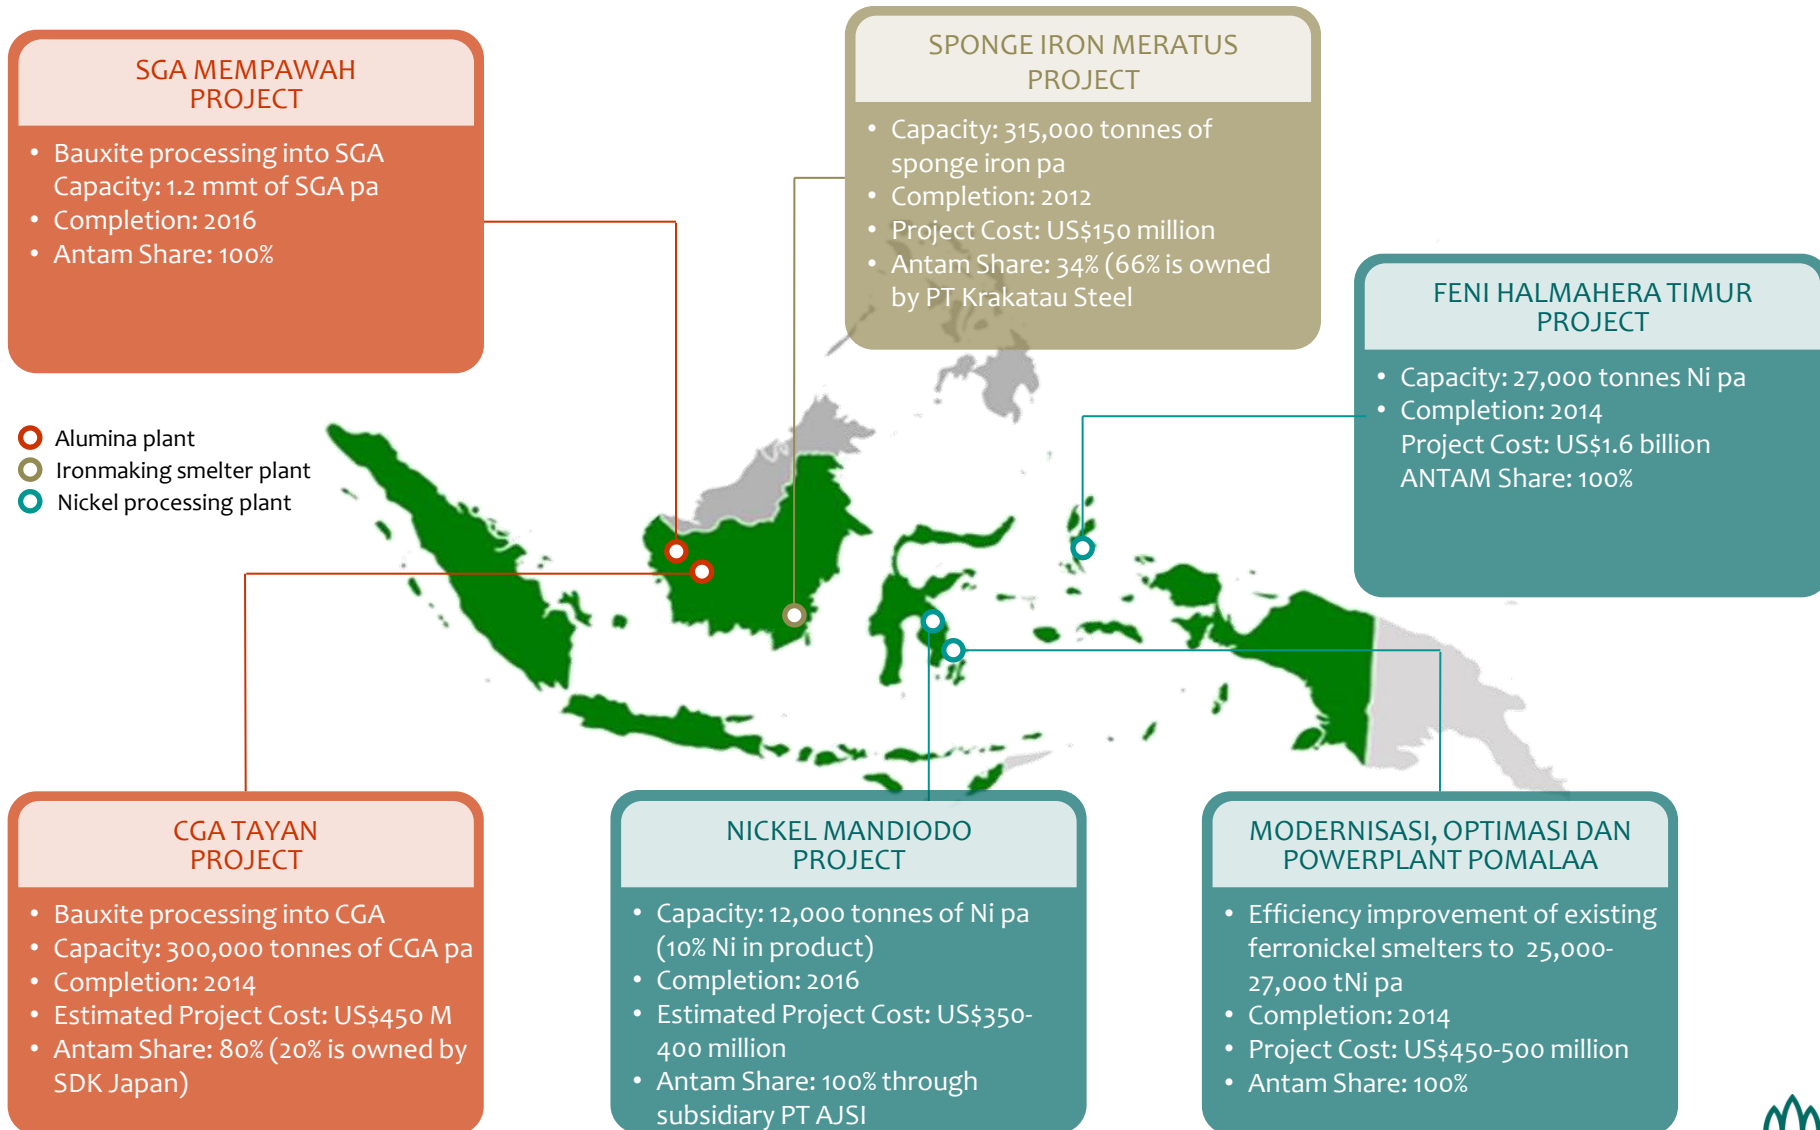 SGA MEMPAWAH
PROJECT
• Bauxite processing into SGA
Capacity: 1.2 mmt of SGA pa
• Completion: 2016
• Antam Share: 100%
SPONGE IRON MERATUS
PROJECT
• Capacity: 315,000 tonnes of
sponge iron pa
• Completion: 2012
• Project Cost: US$150 million
• Antam Share: 34% (66% is owned
by PT Krakatau Steel
FENI HALMAHERA TIMUR
PROJECT
• Capacity: 27,000 tonnes Ni pa
• Completion: 2014
Project Cost: US$1.6 billion
ANTAM Share: 100%
Alumina plant
Ironmaking smelter plant
Nickel processing plant
CGA TAYAN
PROJECT
• Bauxite processing into CGA
• Capacity: 300,000 tonnes of CGA pa
• Completion: 2014
• Estimated Project Cost: US$450 M
• Antam Share: 80% (20% is owned by
SDK Japan)
NICKEL MANDIODO
PROJECT
• Capacity: 12,000 tonnes of Ni pa
(10% Ni in product)
• Completion: 2016
• Estimated Project Cost: US$350-
400 million
• Antam Share: 100% through
subsidiary PT AJSI
MODERNISASI, OPTIMASI DAN
POWERPLANT POMALAA
• Efficiency improvement of existing
ferronickel smelters to 25,000-
27,000 tNi pa
• Completion: 2014
• Project Cost: US$450-500 million
• Antam Share: 100%